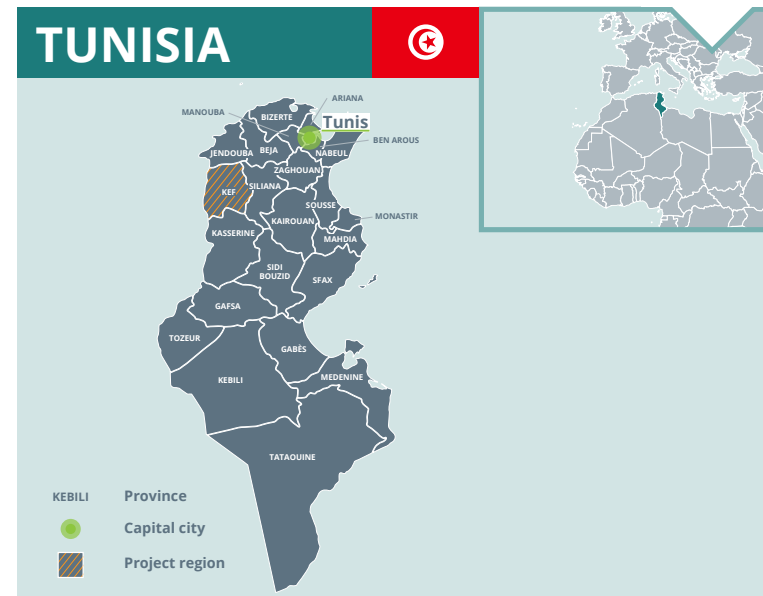 TUNISIA
ARIANA
MANOUBA
BIZERTE
Tunis
BEN AROUS
JENDOUBA
BEJA
NABEUL
ZAGHOUAN
KEF
SILIANA
SOUSSE
MONASTIR
KAIROUAN
KASSERINE
MAHDIA
SIDI
BOUZID
SFAX
GAFSA
TOZEUR
GABÈS
KEBILI
MEDENINE
TATAOUINE
KEBILI Province
Capital city
Project region